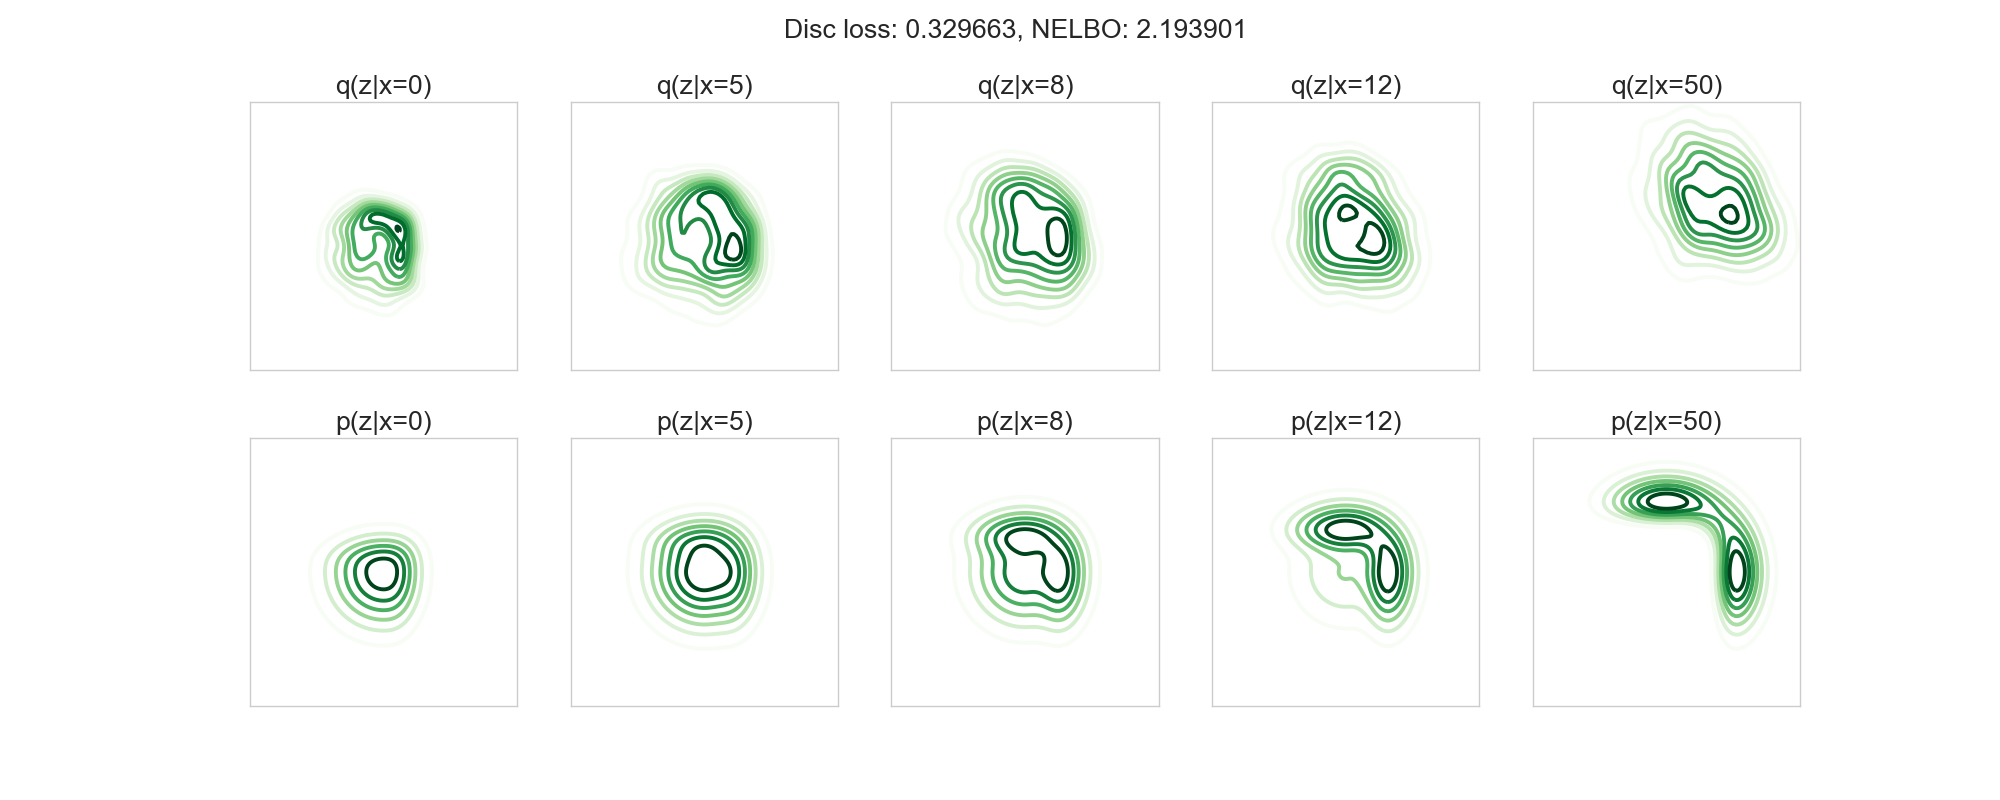 Disc loss: 0.329663, NELBO: 2.193901
q(z|x=0) q(z|x=5) q(z|x=8) q(z|x=12) q(z|x=50)
p(z|x=0) p(z|x=5) p(z|x=8) p(z|x=12) p(z|x=50)